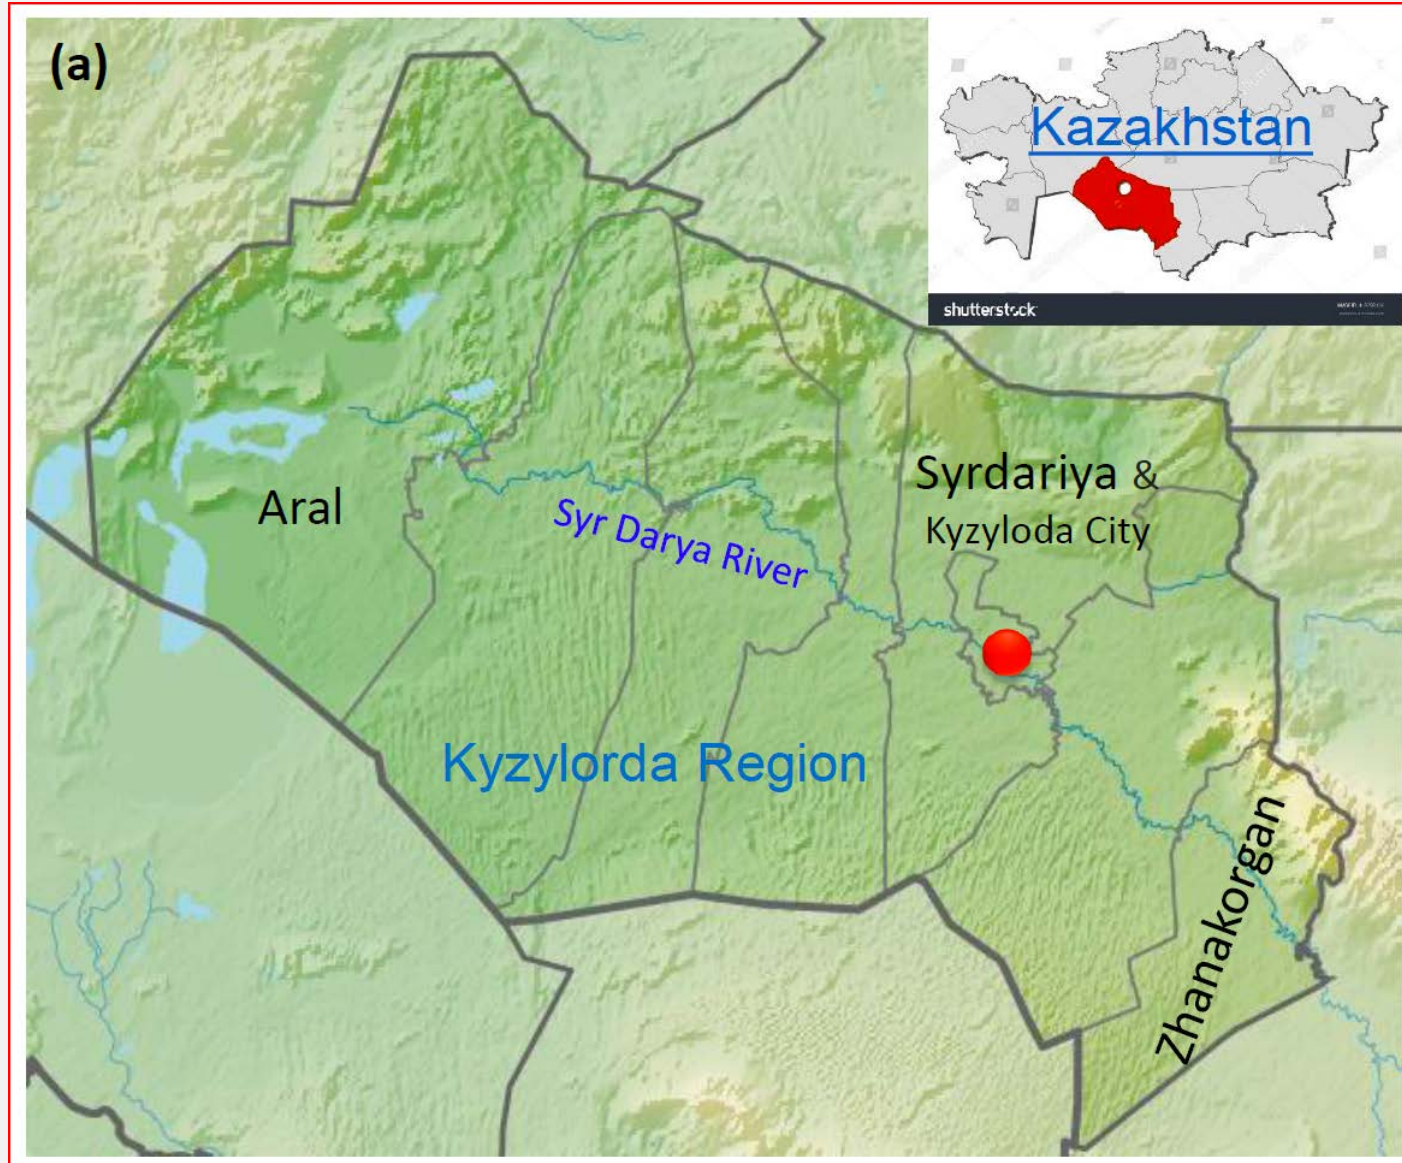 (a)
Kazakhstan
shutterstock
Aral
Syr Darya River
Syrdariya &
Kyzyloda City
Kyzylorda Region
Zhanakorgan